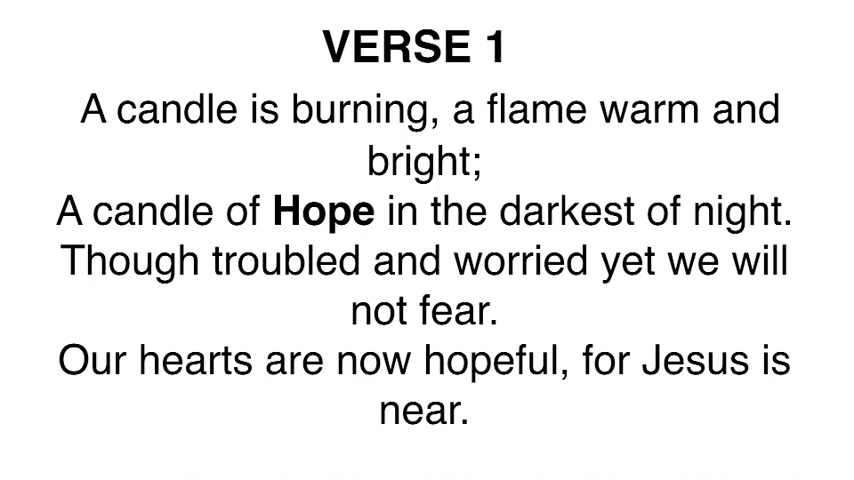 VERSE 1
A candle is burning, a flame warm and
bright;
A candle of Hope in the darkest of night.
Though troubled and worried yet we will
not fear.
Our hearts are now hopeful, for Jesus is
near.